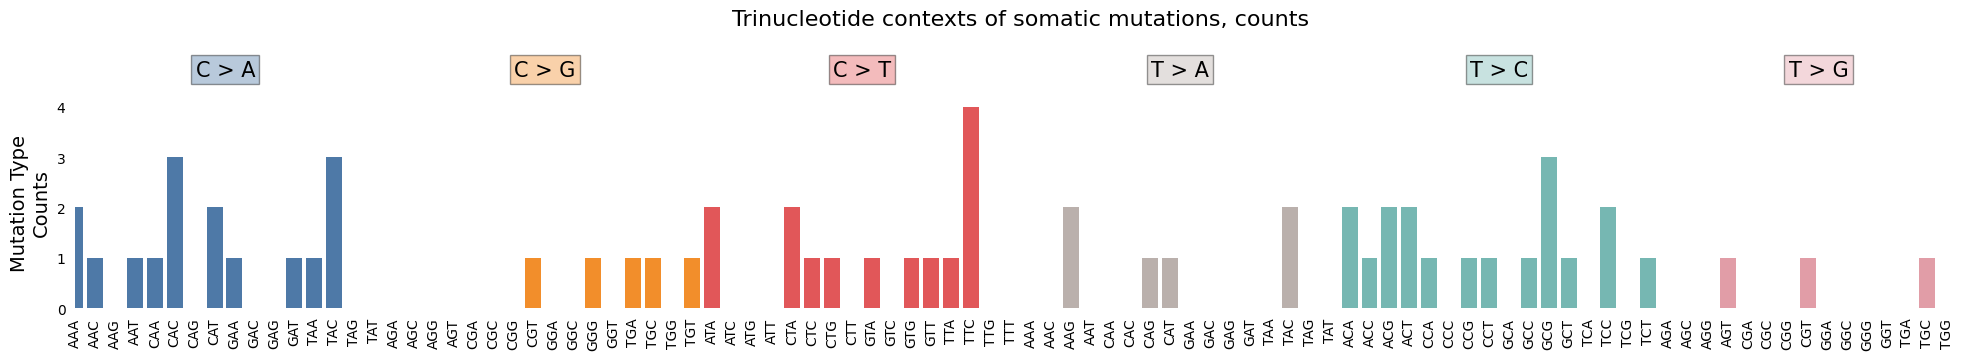 Trinucleotide contexts of somatic mutations, counts
C > A
C > G
C > T
T > A
T > C
T > G
Mutation Type
Counts
4
3
2
1
0
AAA
AAC
AAG
AAT
CAA
CAC
CAG
CAT
GAA
GAC
GAG
GAT
TAA
TAC
TAG
TAT
AGA
AGC
AGG
AGT
CGA
CGC
CGG
CGT
GGA
GGC
GGG
GGT
TGA
TGC
TGG
TGT
ATA
ATC
ATG
ATT
CTA
CTC
CTG
CTT
GTA
GTC
GTG
GTT
TTA
TTC
TTG
TTT
AAA
AAC
AAG
AAT
CAA
CAC
CAG
CAT
GAA
GAC
GAG
GAT
TAA
TAC
TAG
TAT
ACA
ACC
ACG
ACT
CCA
CCC
CCG
CCT
GCA
GCC
GCG
GCT
TCA
TCC
TCG
TCT
AGA
AGC
AGG
AGT
CGA
CGC
CGG
CGT
GGA
GGC
GGG
GGT
TGA
TGC
TGG